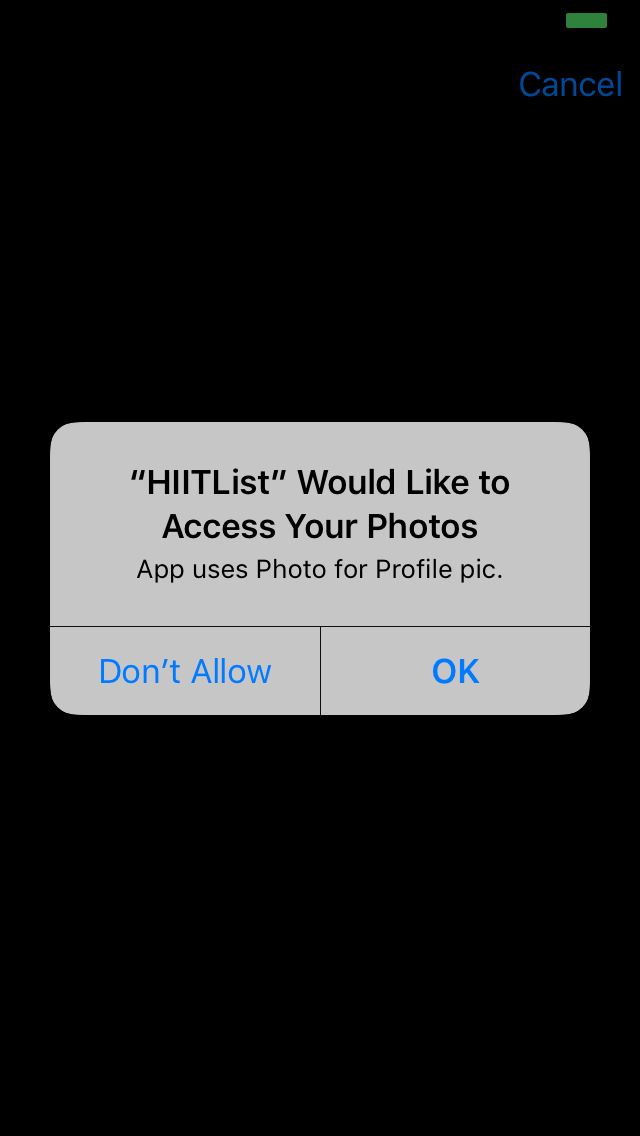 Cancel
“HIITList” Would Like to
Access Your Photos
App uses Photo for Profile pic.
Don’t Allow
OK